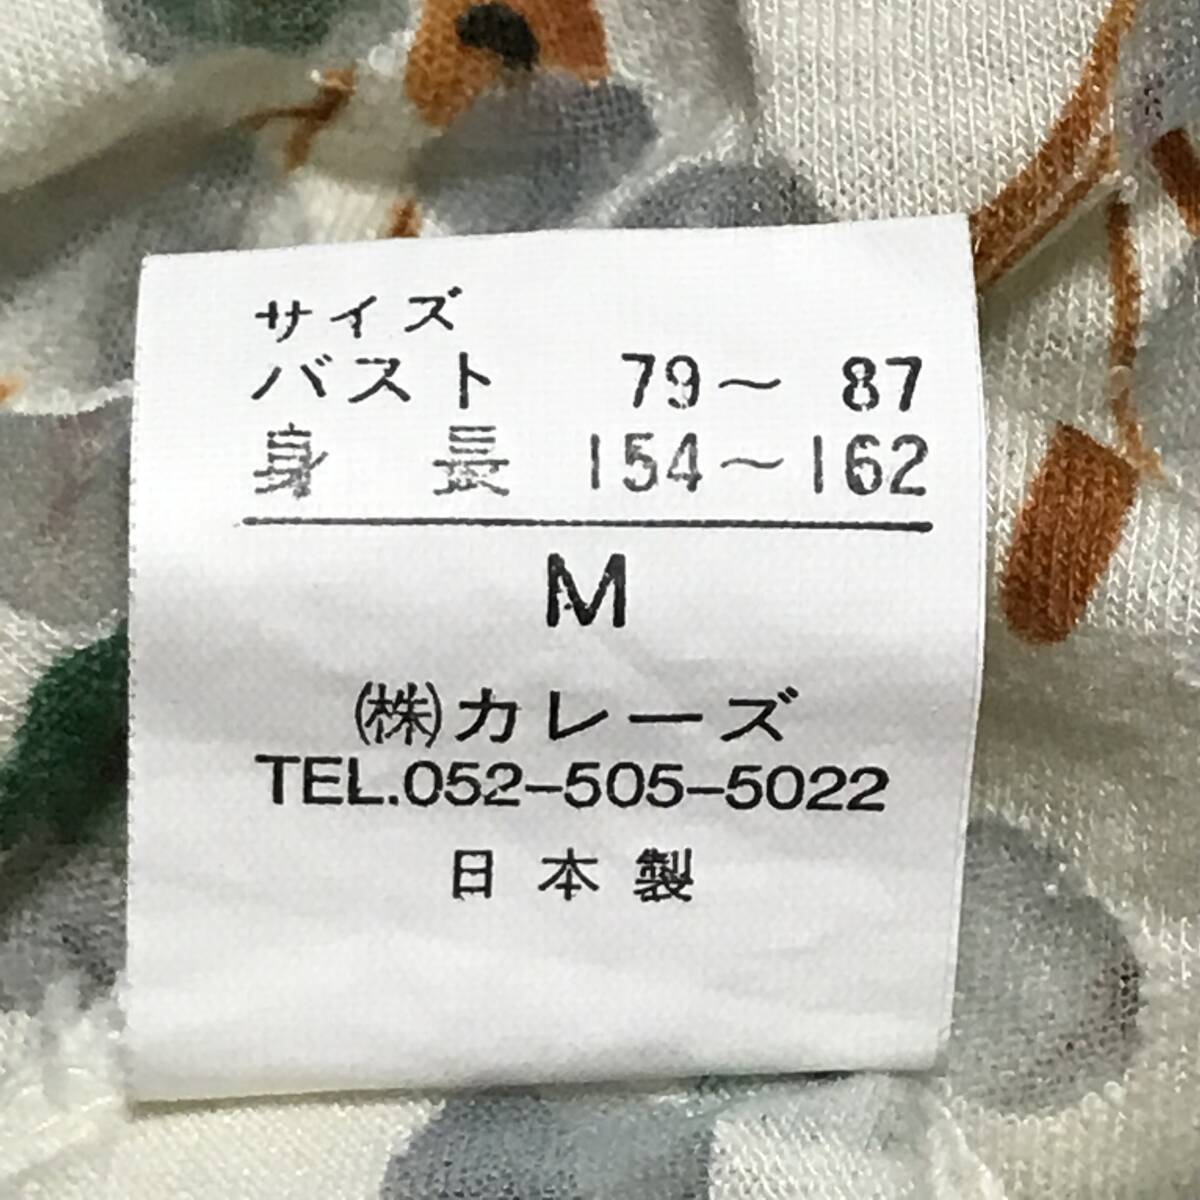 サイズ
バスト 79～ 87
身 長 154～162
M
㈱カレーズ
TEL.052-505-5022
日本製